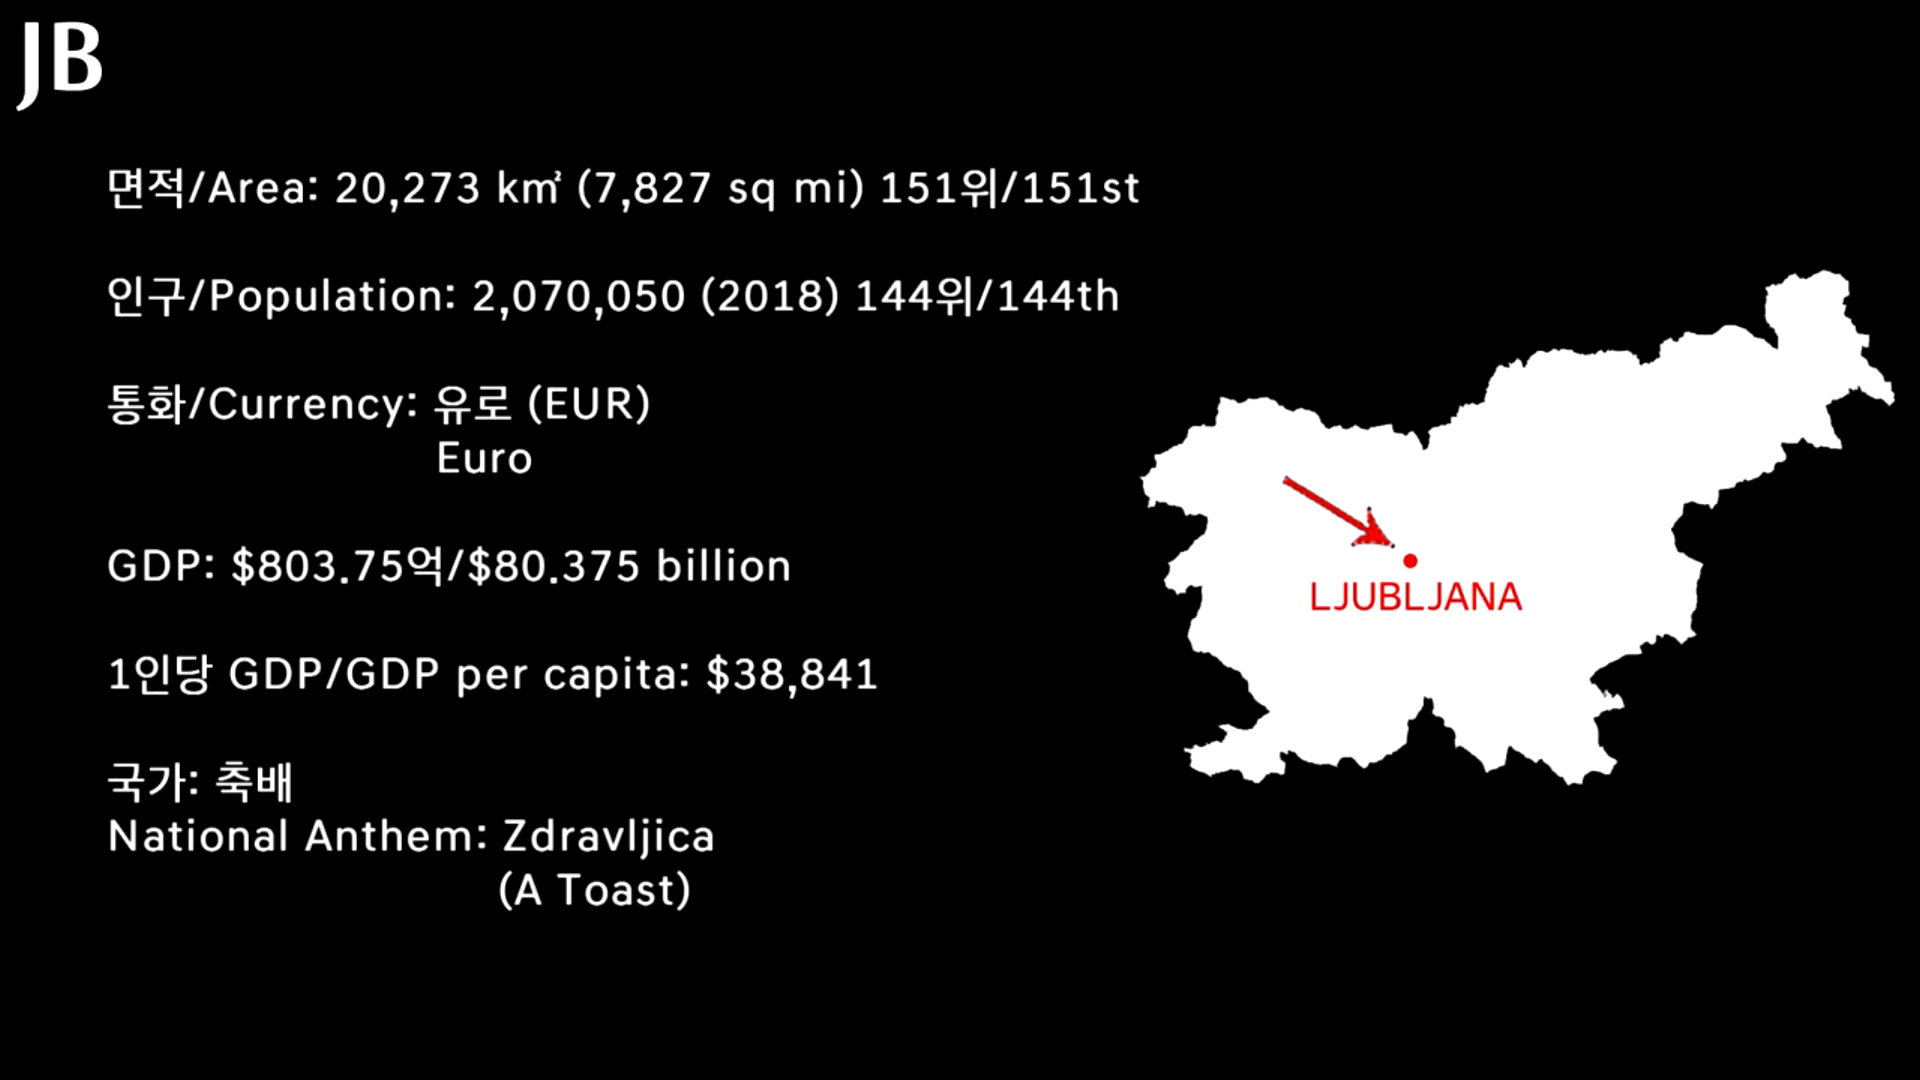 JB
면적/Area: 20,273 km² (7,827 sq mi) 151위/151st
인구/Population: 2,070,050 (2018) 144위/144th
통화/Currency: 유로 (EUR)
Euro
GDP: $803.75억/$80.375 billion
1인당 GDP/GDP per capita: $38,841
국가: 축배
National Anthem: Zdravljica
(A Toast)
LJUBLJANA